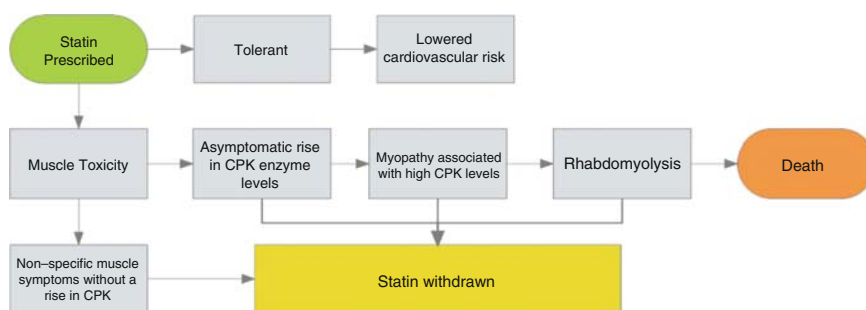 Statin
Prescribed
Tolerant
Lowered
cardiovascular risk
Muscle Toxicity
Asymptomatic rise
in CPK enzyme
levels
Myopathy associated
with high CPK levels
Rhabdomyolysis
Death
Non–specific muscle
symptoms without a
rise in CPK
Statin withdrawn